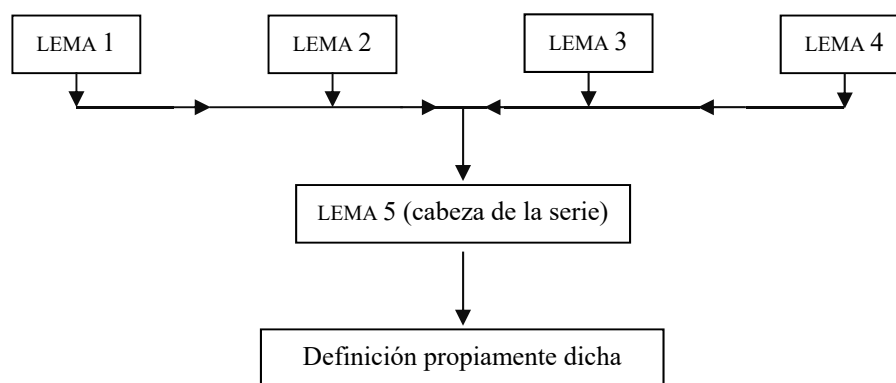 LEMA 1
LEMA 2
LEMA 3
LEMA 4
LEMA 5 (cabeza de la serie)
Definición propiamente dicha